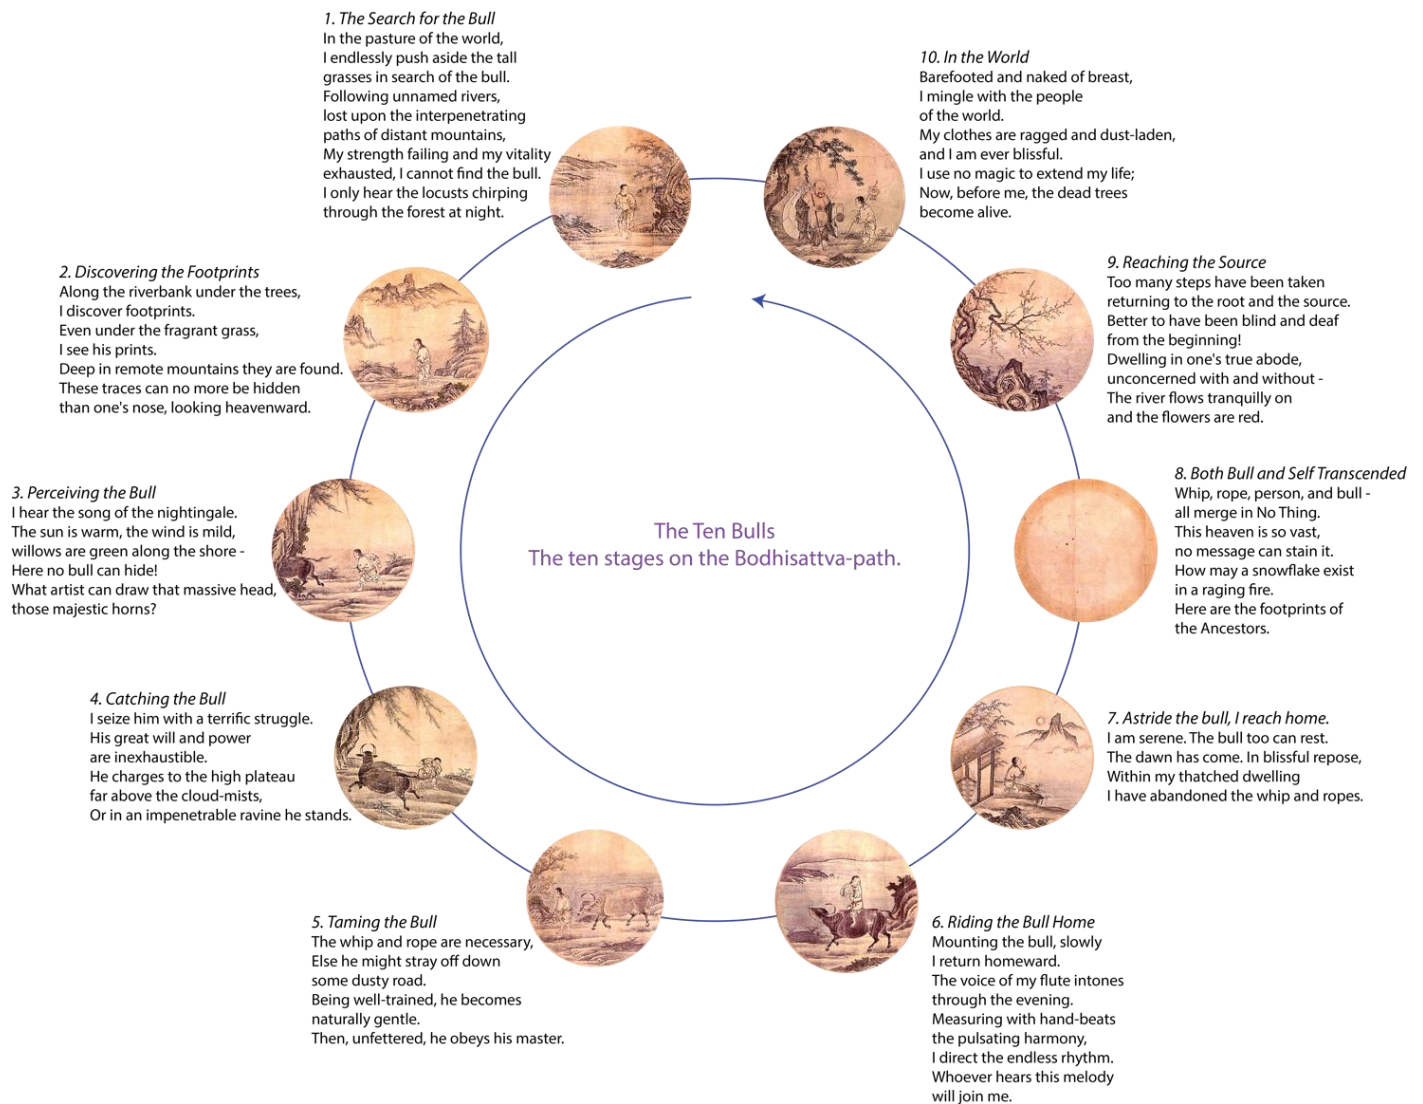 1. The Search for the Bull
In the pasture of the world,
I endlessly push aside the tall
grasses in search of the bull.
Following unnamed rivers,
lost upon the interpenetrating
paths of distant mountains,
My strength failing and my vitality
exhausted, I cannot find the bull.
I only hear the locusts chirping
through the forest at night.
2. Discovering the Footprints
Along the riverbank under the trees,
I discover footprints.
Even under the fragrant grass,
I see his prints.
Deep in remote mountains they are found.
These traces can no more be hidden
than one's nose, looking heavenward.
3. Perceiving the Bull
I hear the song of the nightingale.
The sun is warm, the wind is mild,
willows are green along the shore -
Here no bull can hide!
What artist can draw that massive head,
those majestic horns?
4. Catching the Bull
I seize him with a terrific struggle.
His great will and power
are inexhaustible.
He charges to the high plateau
far above the cloud-mists,
Or in an impenetrable ravine he stands.
5. Taming the Bull
The whip and rope are necessary,
Else he might stray off down
some dusty road.
Being well-trained, he becomes
naturally gentle.
Then, unfettered, he obeys his master.
6. Riding the Bull Home
Mounting the bull, slowly
I return homeward.
The voice of my flute intones
through the evening.
Measuring with hand-beats
the pulsating harmony,
I direct the endless rhythm.
Whoever hears this melody
will join me.
7. Astride the bull, I reach home.
I am serene. The bull too can rest.
The dawn has come. In blissful repose,
Within my thatched dwelling
I have abandoned the whip and ropes.
8. Both Bull and Self Transcended
Whip, rope, person, and bull -
all merge in No Thing.
This heaven is so vast,
no message can stain it.
How may a snowflake exist
in a raging fire.
Here are the footprints of
the Ancestors.
9. Reaching the Source
Too many steps have been taken
returning to the root and the source.
Better to have been blind and deaf
from the beginning!
Dwelling in one's true abode,
unconcerned with and without -
The river flows tranquilly on
and the flowers are red.
10. In the World
Barefooted and naked of breast,
I mingle with the people
of the world.
My clothes are ragged and dust-laden,
and I am ever blissful.
I use no magic to extend my life;
Now, before me, the dead trees
become alive.
The Ten Bulls
The ten stages on the Bodhisattva-path.